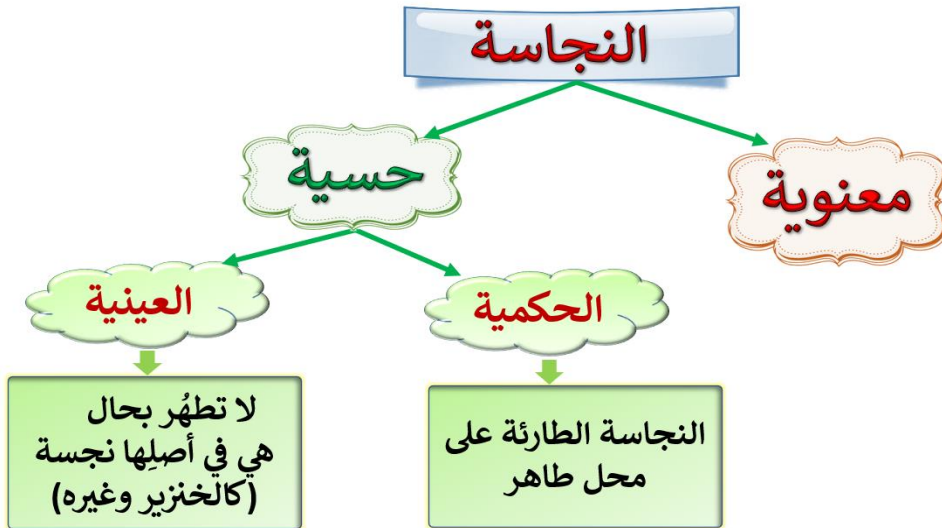 النجاسة
معنوية
حسية
الحكمية
العينية
النجاسة الطارئة على
محل طاهر
لا تطهُر بحال
هي في أصلِها نجسة
(كالخنزير وغيره)